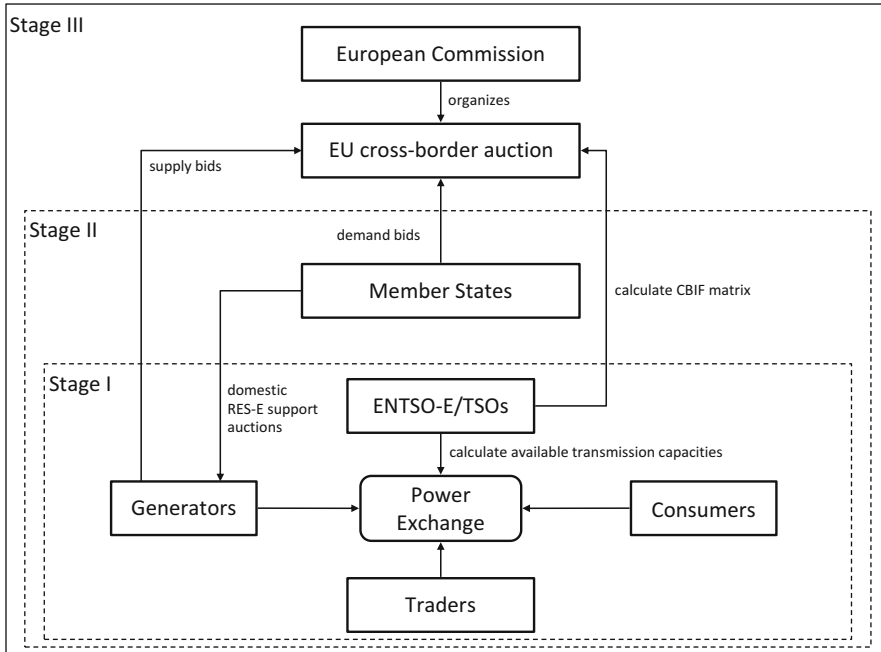 Stage III
European Commission
organizes
EU cross-border auction
supply bids
Stage II
demand bids
Member States
calculate CBIF matrix
Stage I
domestic
RES-E support
auctions
ENTSO-E/TSOs
calculate available transmission capacities
Generators
Power
Exchange
Consumers
Traders